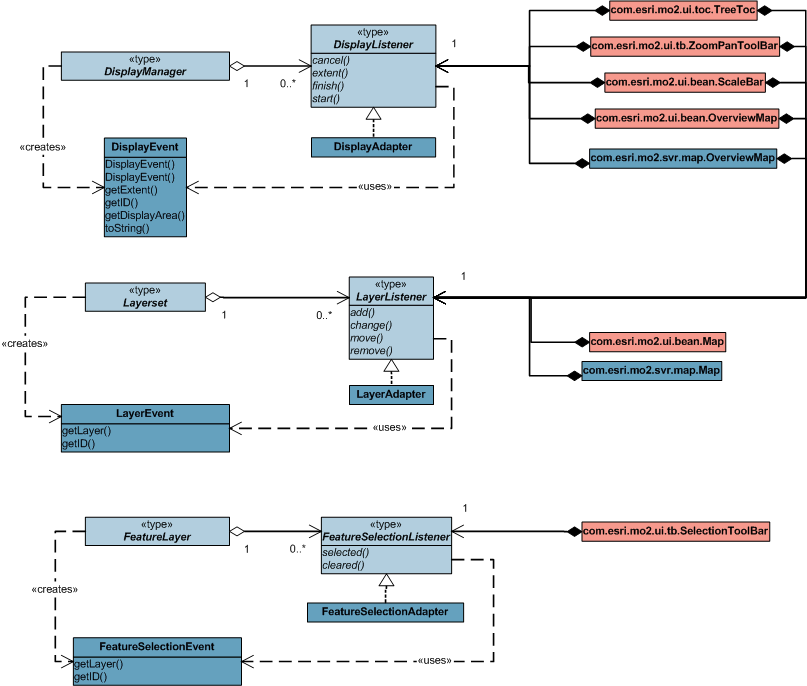 «type»
DisplayManager
1
0..*
«type»
DisplayListener
cancel()
extent()
finish()
start()
1
DisplayAdapter
«creates»
DisplayEvent
DisplayEvent()
DisplayEvent()
getExtent()
getID()
getDisplayArea()
toString()
«uses»
com.esri.mo2.ui.toc.TreeToc
com.esri.mo2.ui.tb.ZoomPanToolBar
com.esri.mo2.ui.bean.ScaleBar
com.esri.mo2.ui.bean.OverviewMap
com.esri.mo2.svr.map.OverviewMap
«type»
Layerset
1
0..*
«type»
LayerListener
add()
change()
move()
remove()
1
LayerAdapter
«creates»
LayerEvent
getLayer()
getID()
«uses»
com.esri.mo2.ui.bean.Map
com.esri.mo2.svr.map.Map
«type»
FeatureLayer
1
0..*
«type»
FeatureSelectionListener
selected()
cleared()
1
com.esri.mo2.ui.tb.SelectionToolBar
FeatureSelectionAdapter
«creates»
FeatureSelectionEvent
getLayer()
getID()
«uses»